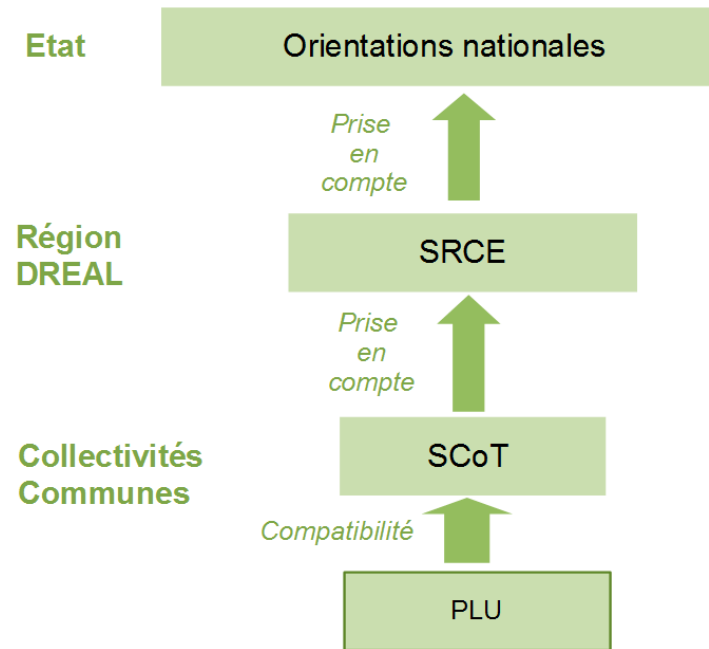 Etat
Orientations nationales
Prise
en
compte
Région
DREAL
SRCE
Prise
en
compte
Collectivités
Communes
SCoT
Compatibilité
PLU